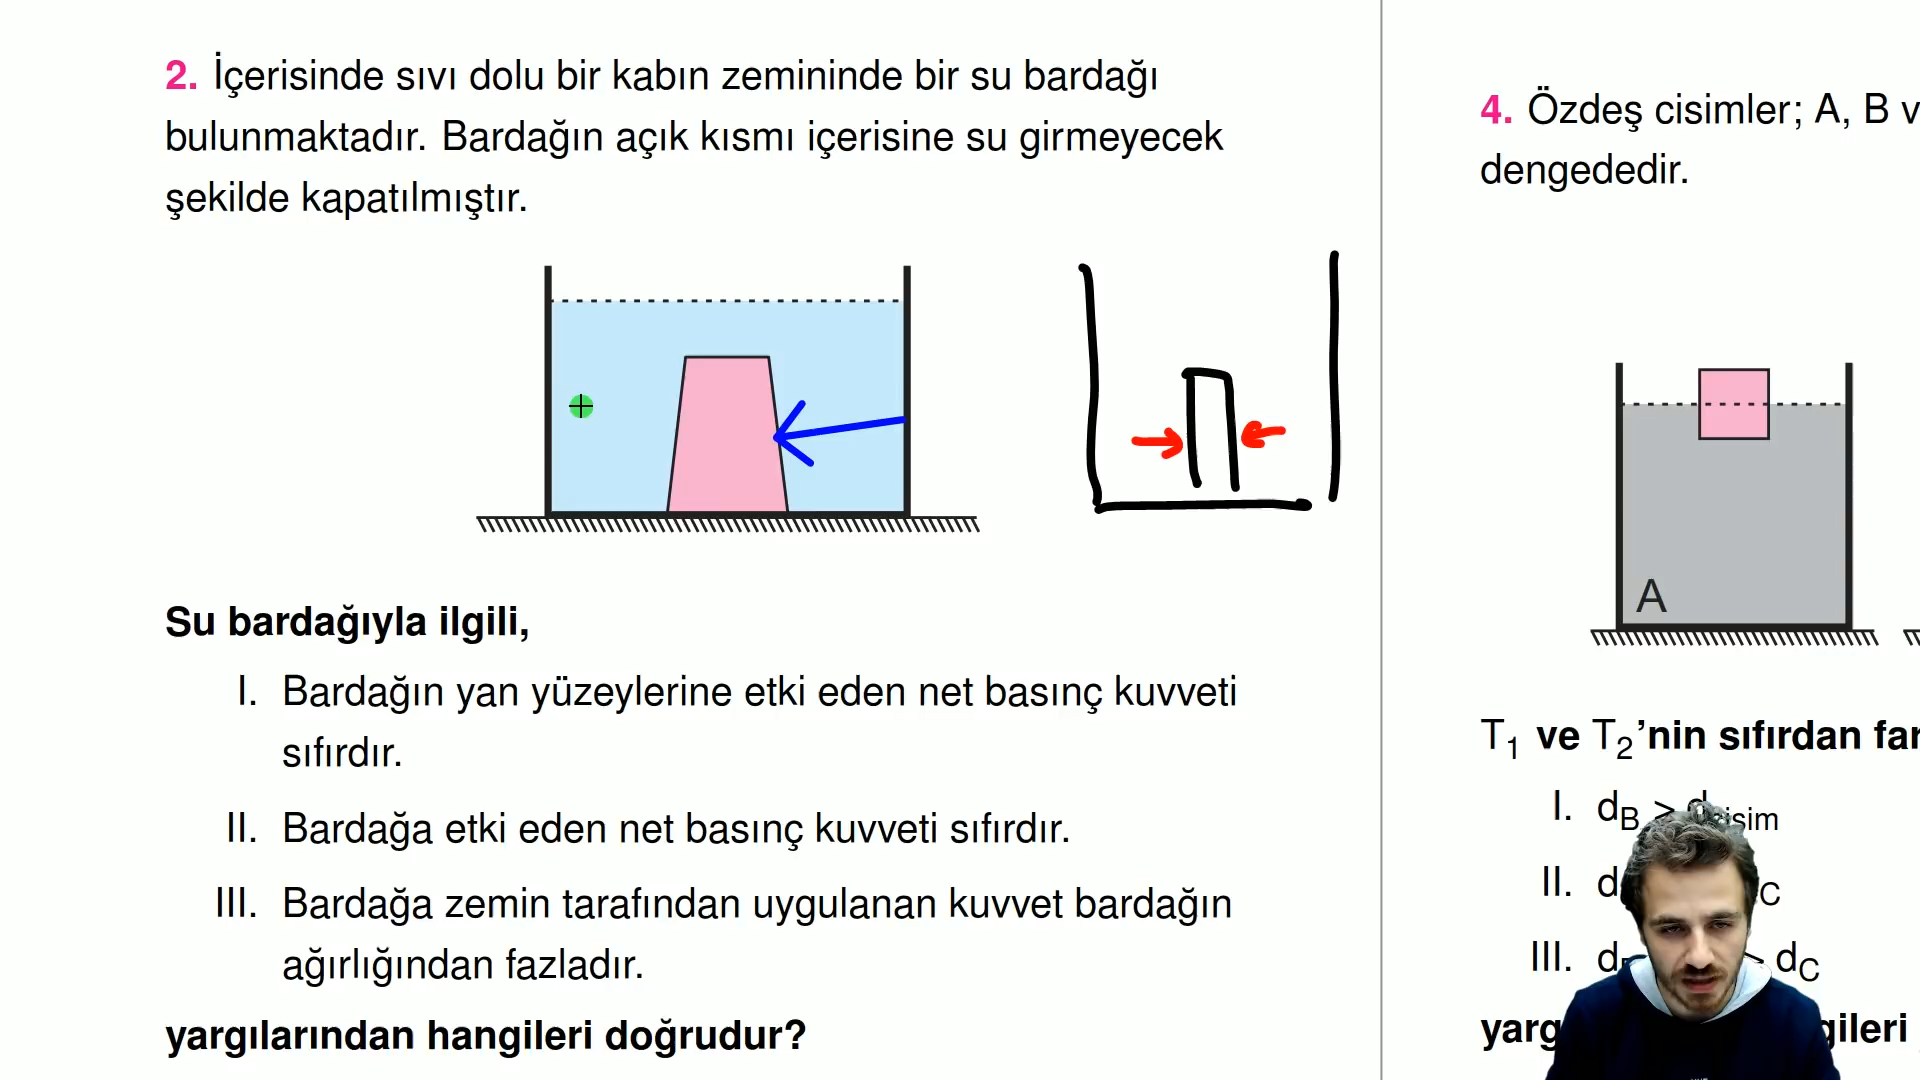 2. İçerisinde sıvı dolu bir kabın zemininde bir su bardağı
bulunmaktadır. Bardağın açık kısmı içerisine su girmeyecek
şekilde kapatılmıştır.
Su bardağıyla ilgili,
I. Bardağın yan yüzeylerine etki eden net basınç kuvveti
sıfırdır.
II. Bardağa etki eden net basınç kuvveti sıfırdır.
III. Bardağa zemin tarafından uygulanan kuvvet bardağın
ağırlığından fazladır.
yargılarından hangileri doğrudur?
4. Özdeş cisimler; A, B v
dengededir.
A
T₁ ve T₂'nin sıfırdan far
I. d_B >
II. d
III. d > d_C
yarg gileri